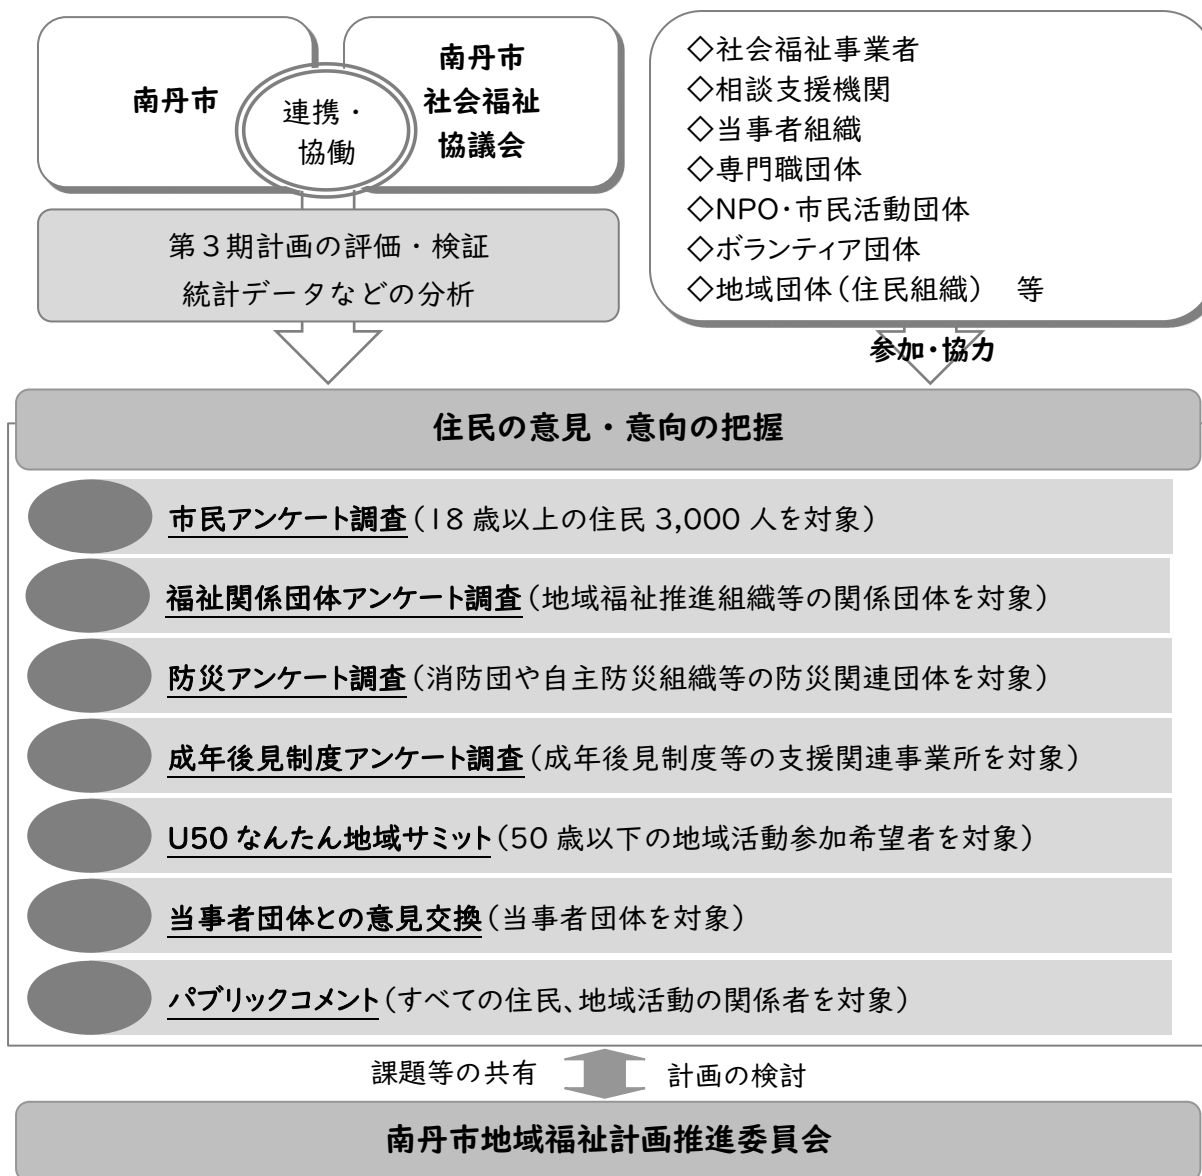 南丹市
連携・
協働
南丹市
社会福祉
協議会
第3期計画の評価・検証
統計データなどの分析
◇社会福祉事業者
◇相談支援機関
◇当事者組織
◇専門職団体
◇NPO・市民活動団体
◇ボランティア団体
◇地域団体(住民組織) 等
参加・協力
住民の意見・意向の把握
市民アンケート調査(18歳以上の住民3,000人を対象)
福祉関係団体アンケート調査(地域福祉推進組織等の関係団体を対象)
防災アンケート調査(消防団や自主防災組織等の防災関連団体を対象)
成年後見制度アンケート調査(成年後見制度等の支援関連事業所を対象)
U50なんたん地域サミット(50歳以下の地域活動参加希望者を対象)
当事者団体との意見交換(当事者団体を対象)
パブリックコメント(すべての住民、地域活動の関係者を対象)
課題等の共有 計画の検討
南丹市地域福祉計画推進委員会